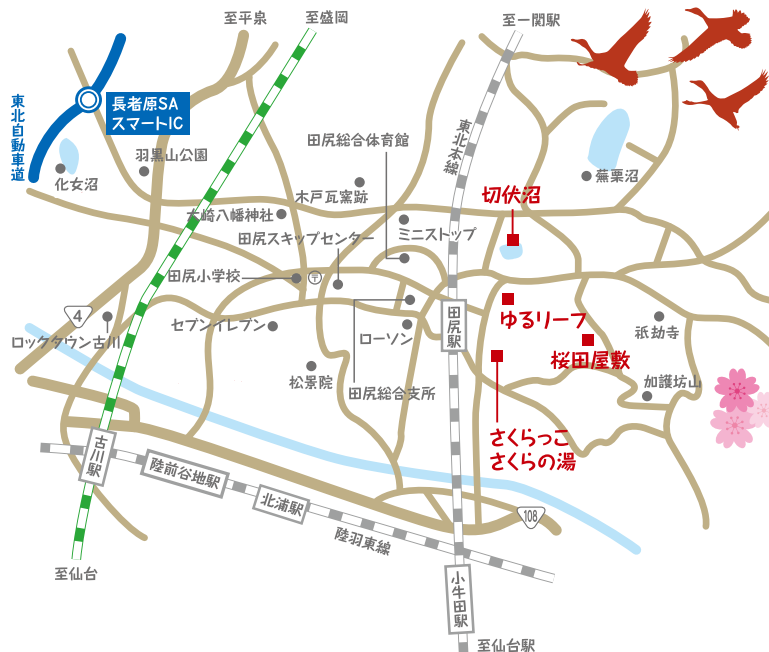 至平泉
至盛岡
至一関駅
東北自動車道
長者原SA
スマートIC
東北本線
田尻総合体育館
羽黒山公園
化女沼
木戸瓦窯跡
蕪栗沼
切伏沼
大崎八幡神社
ミニストップ
田尻スキップセンター
田尻小学校
〒
4
ロックタウン古川
セブンイレブン
ローソン
田尻駅
ゆるリーフ
祇劫寺
桜田屋敷
松景院
田尻総合支所
加護坊山
さくらっこ
さくらの湯
古川駅
陸前谷地駅
北浦駅
108
陸羽東線
至仙台
小牛田駅
至仙台駅